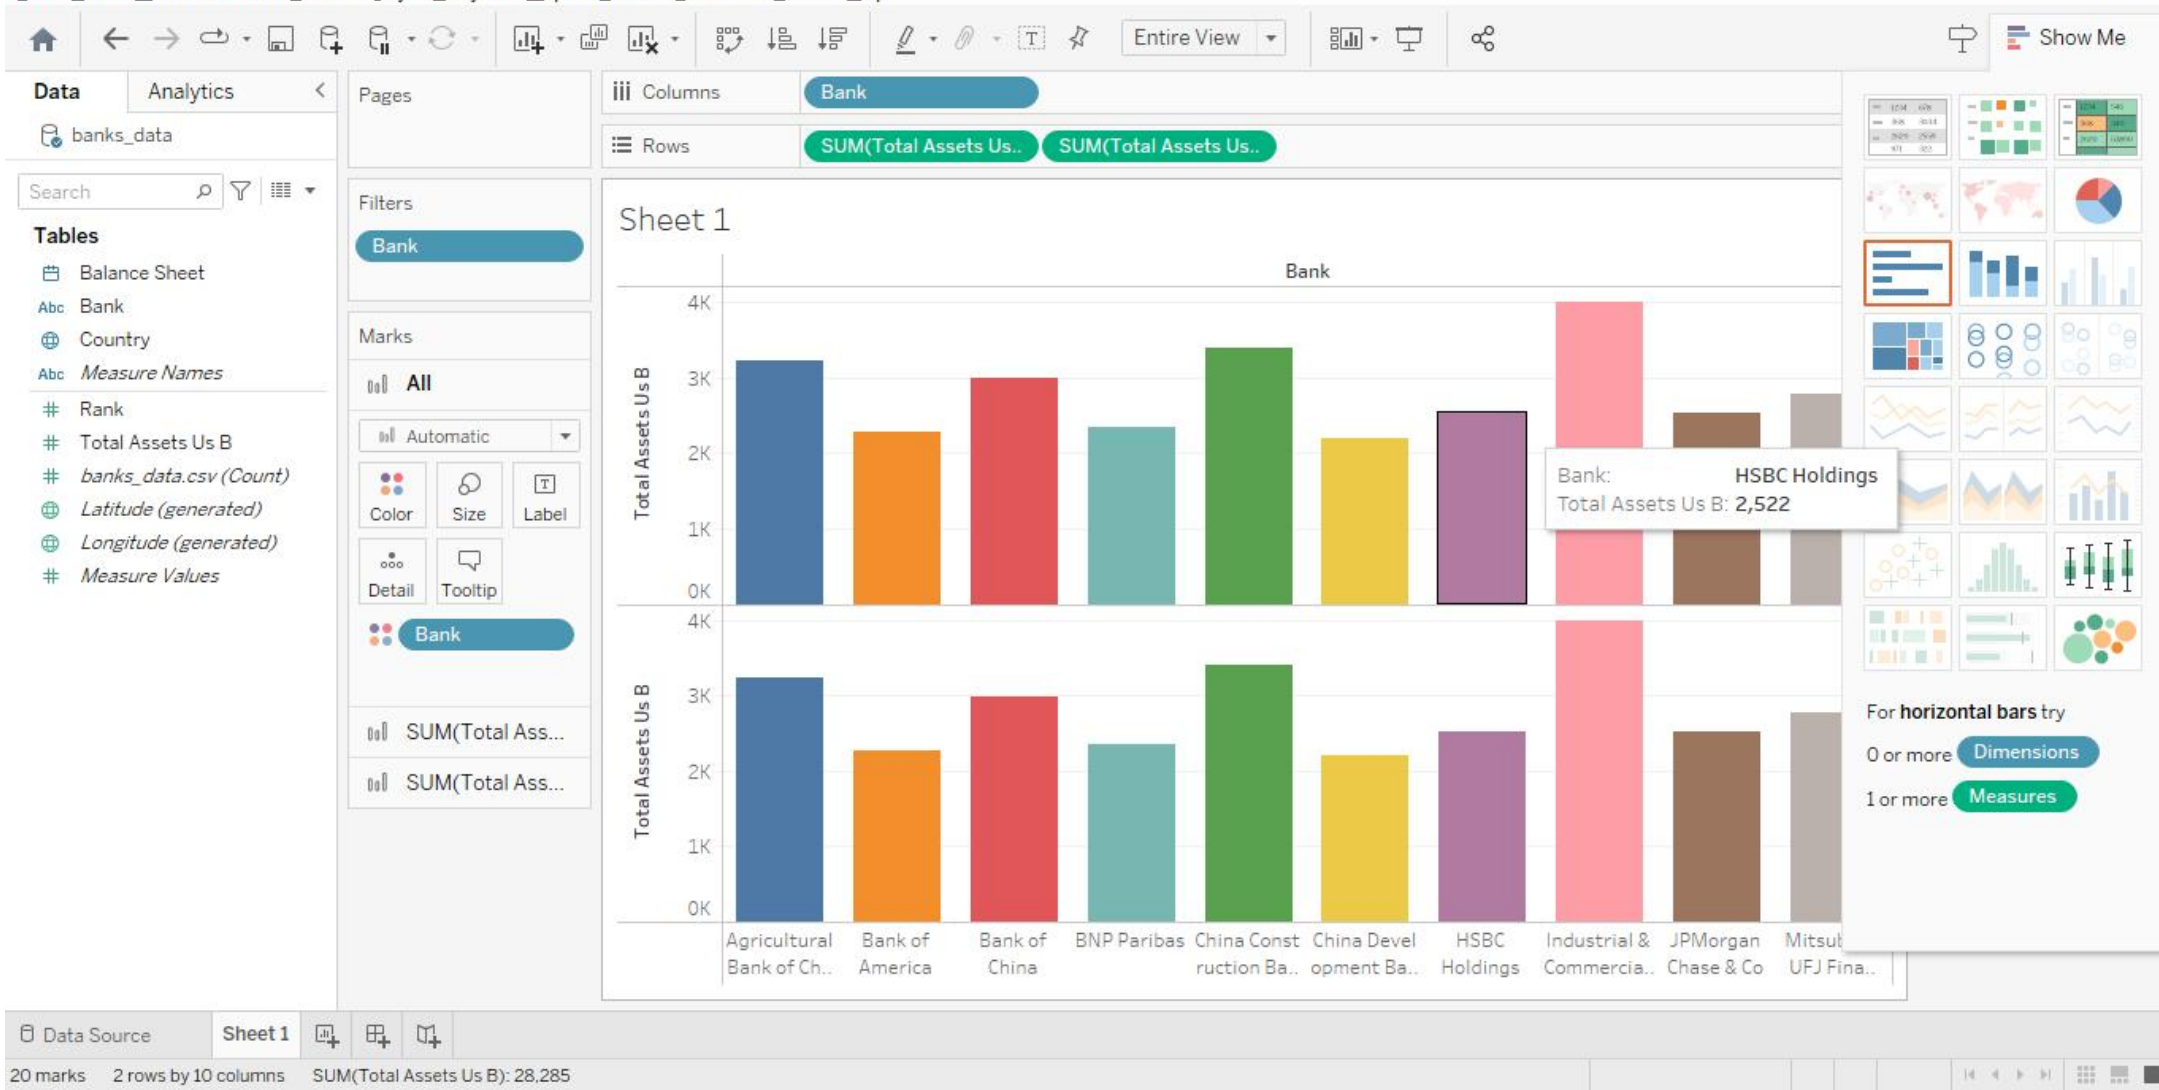 Entire View
Show Me
Data
Analytics
banks_data
Search
Tables
Balance Sheet
Abc Bank
Country
Abc Measure Names
# Rank
# Total Assets Us B
# banks_data.csv (Count)
Latitude (generated)
Longitude (generated)
# Measure Values
Pages
Filters
Bank
Marks
All
Automatic
Color
Size
T
Label
Detail
Tooltip
Bank
SUM(Total Ass...
SUM(Total Ass...
Columns
Bank
Rows
SUM(Total Assets Us..
SUM(Total Assets Us..
Sheet 1
Bank
Total Assets Us B
4K
3K
2K
1K
0K
Total Assets Us B
4K
3K
2K
1K
0K
Bank: HSBC Holdings
Total Assets Us B: 2,522
Agricultural
Bank of Ch..
Bank of
America
Bank of
China
BNP Paribas
China Const
ruction Ba..
China Devel
opment Ba..
HSBC
Holdings
Industrial &
Commercia..
JPMorgan
Chase & Co
UFJ Fina..
For horizontal bars try
0 or more Dimensions
1 or more Measures
Data Source
Sheet 1
20 marks
2 rows by 10 columns
SUM(Total Assets Us B): 28,285